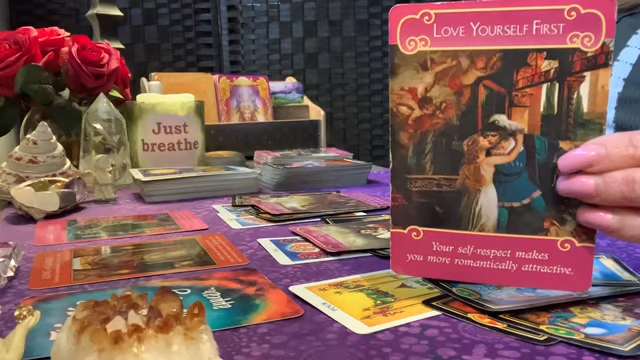 LOVE YOURSELF FIRST
Just
breathe
Your self-respect makes
you more romantically attractive.